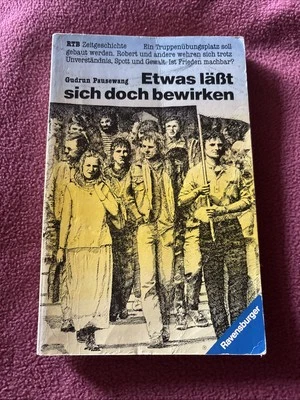 RTB Zeitgeschichte Ein Truppenübungsplatz soll
gebaut werden. Robert und andere wehren sich trotz
Unverständnis, Spott und Gewalt. Ist Frieden machbar?
Gudrun Pausewang Etwas läßt
sich doch bewirken
Ravensburger